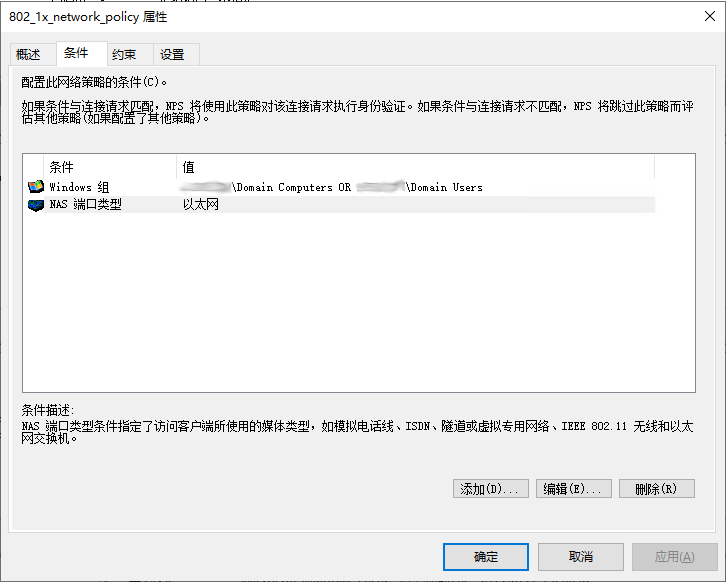 802_1x_network_policy 属性
概述 条件 约束 设置
配置此网络策略的条件(C)。
如果条件与连接请求匹配，NPS 将使用此策略对该连接请求执行身份验证。如果条件与连接请求不匹配，NPS 将跳过此策略而评
估其他策略(如果配置了其他策略)。
条件 值
Windows 组 \Domain Computers OR \Domain Users
NAS 端口类型 以太网
条件描述:
NAS 端口类型条件指定了访问客户端所使用的媒体类型，如模拟电话线、ISDN、隧道或虚拟专用网络、IEEE 802.11 无线和以太
网交换机。
添加(D)... 编辑(E)... 删除(R)
确定 取消 应用(A)